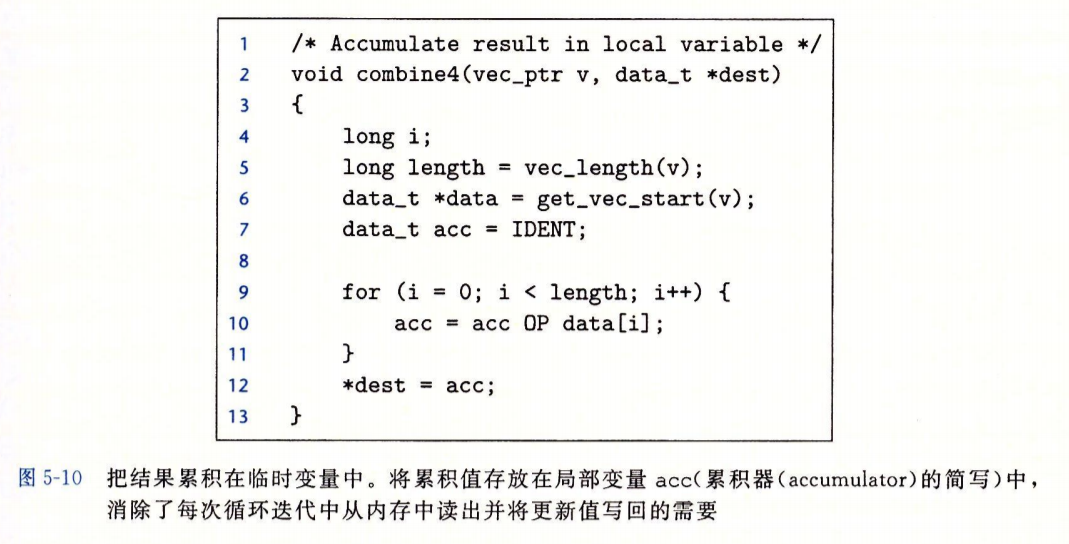 1 /* Accumulate result in local variable */
2 void combine4(vec_ptr v, data_t *dest)
3 {
4 long i;
5 long length = vec_length(v);
6 data_t *data = get_vec_start(v);
7 data_t acc = IDENT;
8
9 for (i = 0; i < length; i++) {
10 acc = acc OP data[i];
11 }
12 *dest = acc;
13 }
图 5-10 把结果累积在临时变量中。将累积值存放在局部变量 acc(累积器(accumulator)的简写)中，
消除了每次循环迭代中从内存中读出并将更新值写回的需要